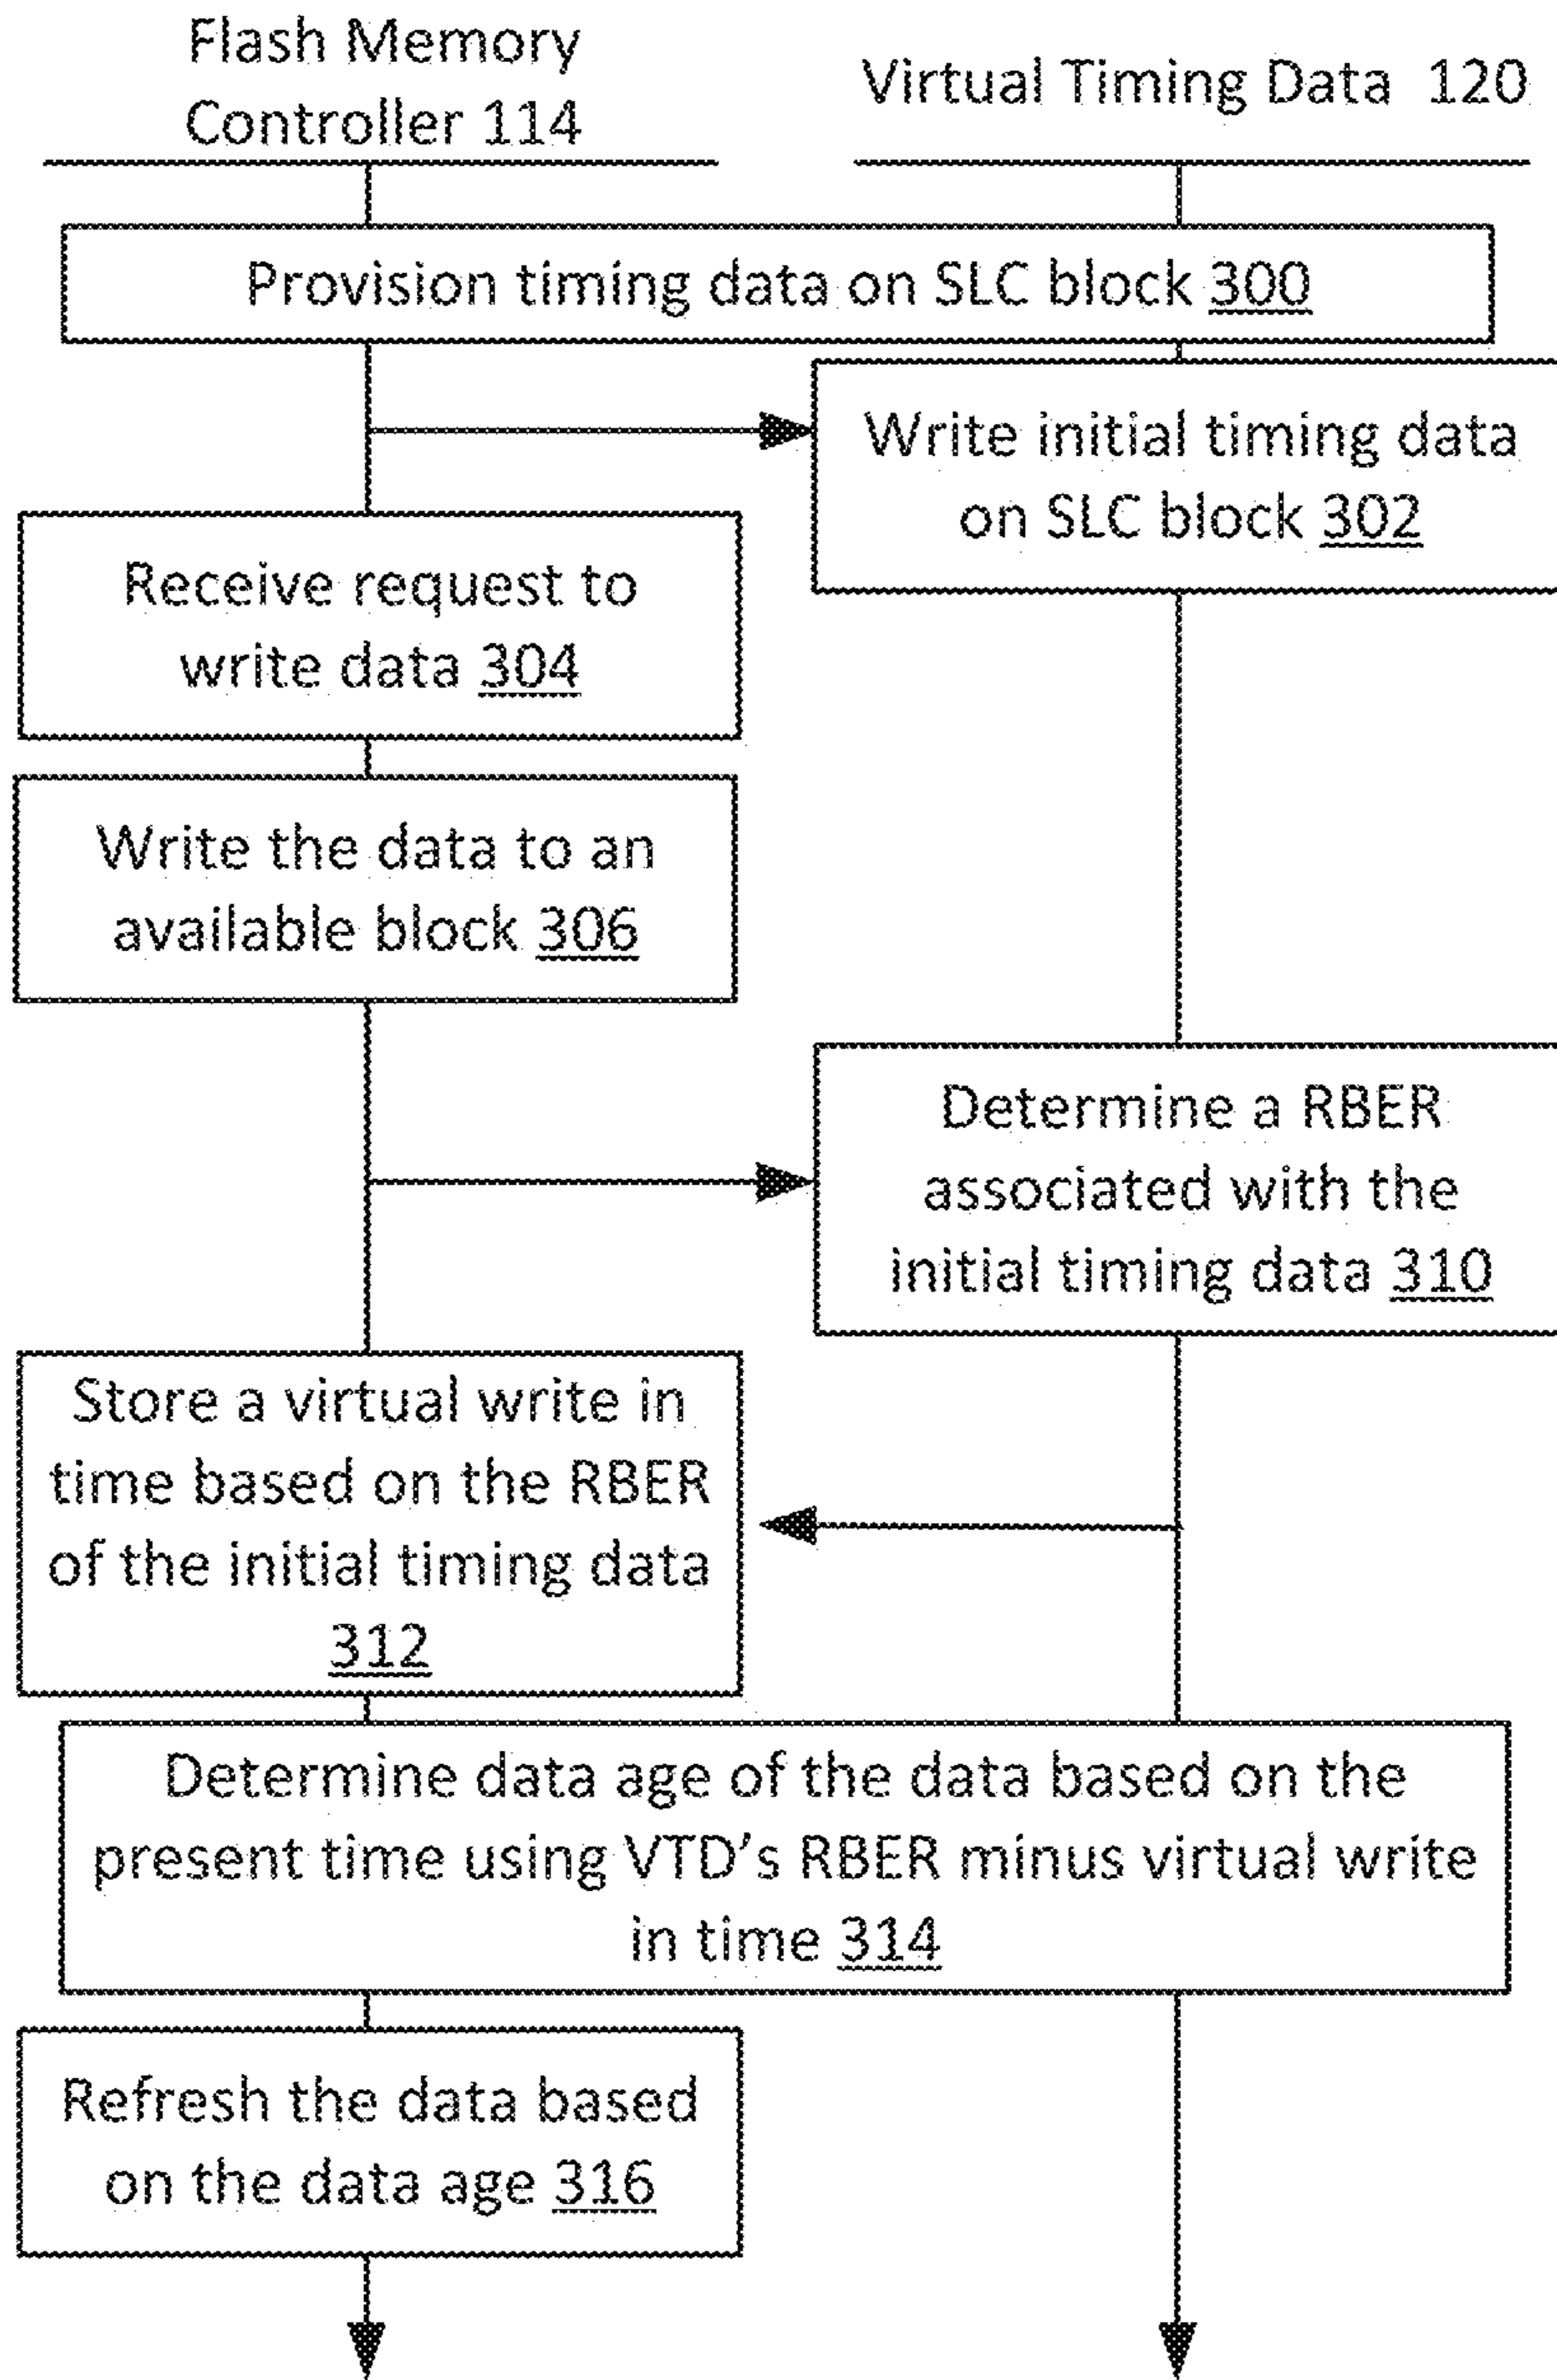 Flash Memory
Controller 114
Virtual Timing Data 120
Provision timing data on SLC block 300
Write initial timing data
on SLC block 302
Receive request to
write data 304
Write the data to an
available block 306
Determine a RBER
associated with the
initial timing data 310
Store a virtual write in
time based on the RBER
of the initial timing data
312
Determine data age of the data based on the
present time using VTD's RBER minus virtual write
in time 314
Refresh the data based
on the data age 316